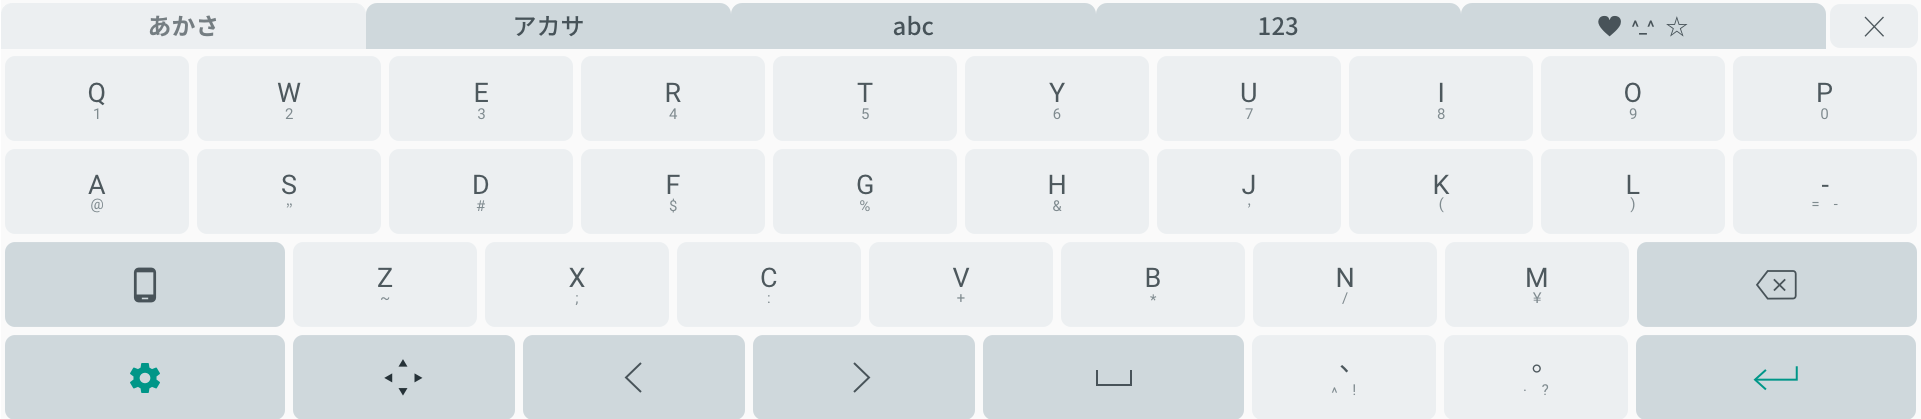 あかさ アカサ abc 123 ♥ ^_^ ☆
Q W E R T Y U I O P
1 2 3 4 5 6 7 8 9 0
A S D F G H J K L -
@ " # $ % & ' ( ) = -
Z X C V B N M
~ ; : + * / ¥
、 。
^ ! · ?